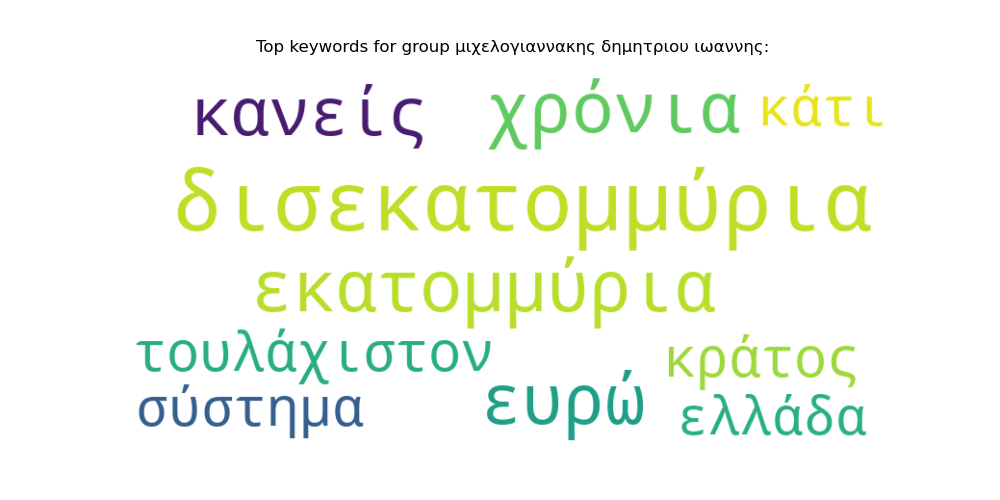 Top keywords for group μιχελογιαννακης δημητριου ιωαννης:
κανείς χρόνια κάτι
δισεκατομμύρια
εκατομμύρια
τουλάχιστον κράτος
σύστημα ευρώ ελλάδα